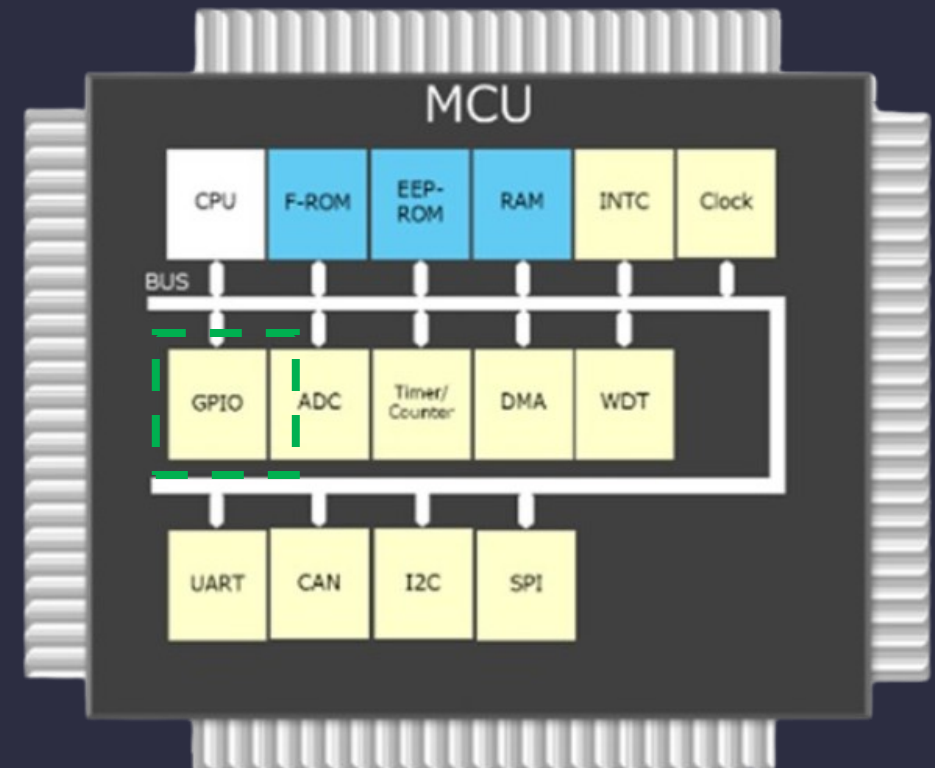 MCU
CPU
F-ROM
EEP-
ROM
RAM
INTC
Clock
BUS
GPIO
ADC
Timer/
Counter
DMA
WDT
UART
CAN
I2C
SPI